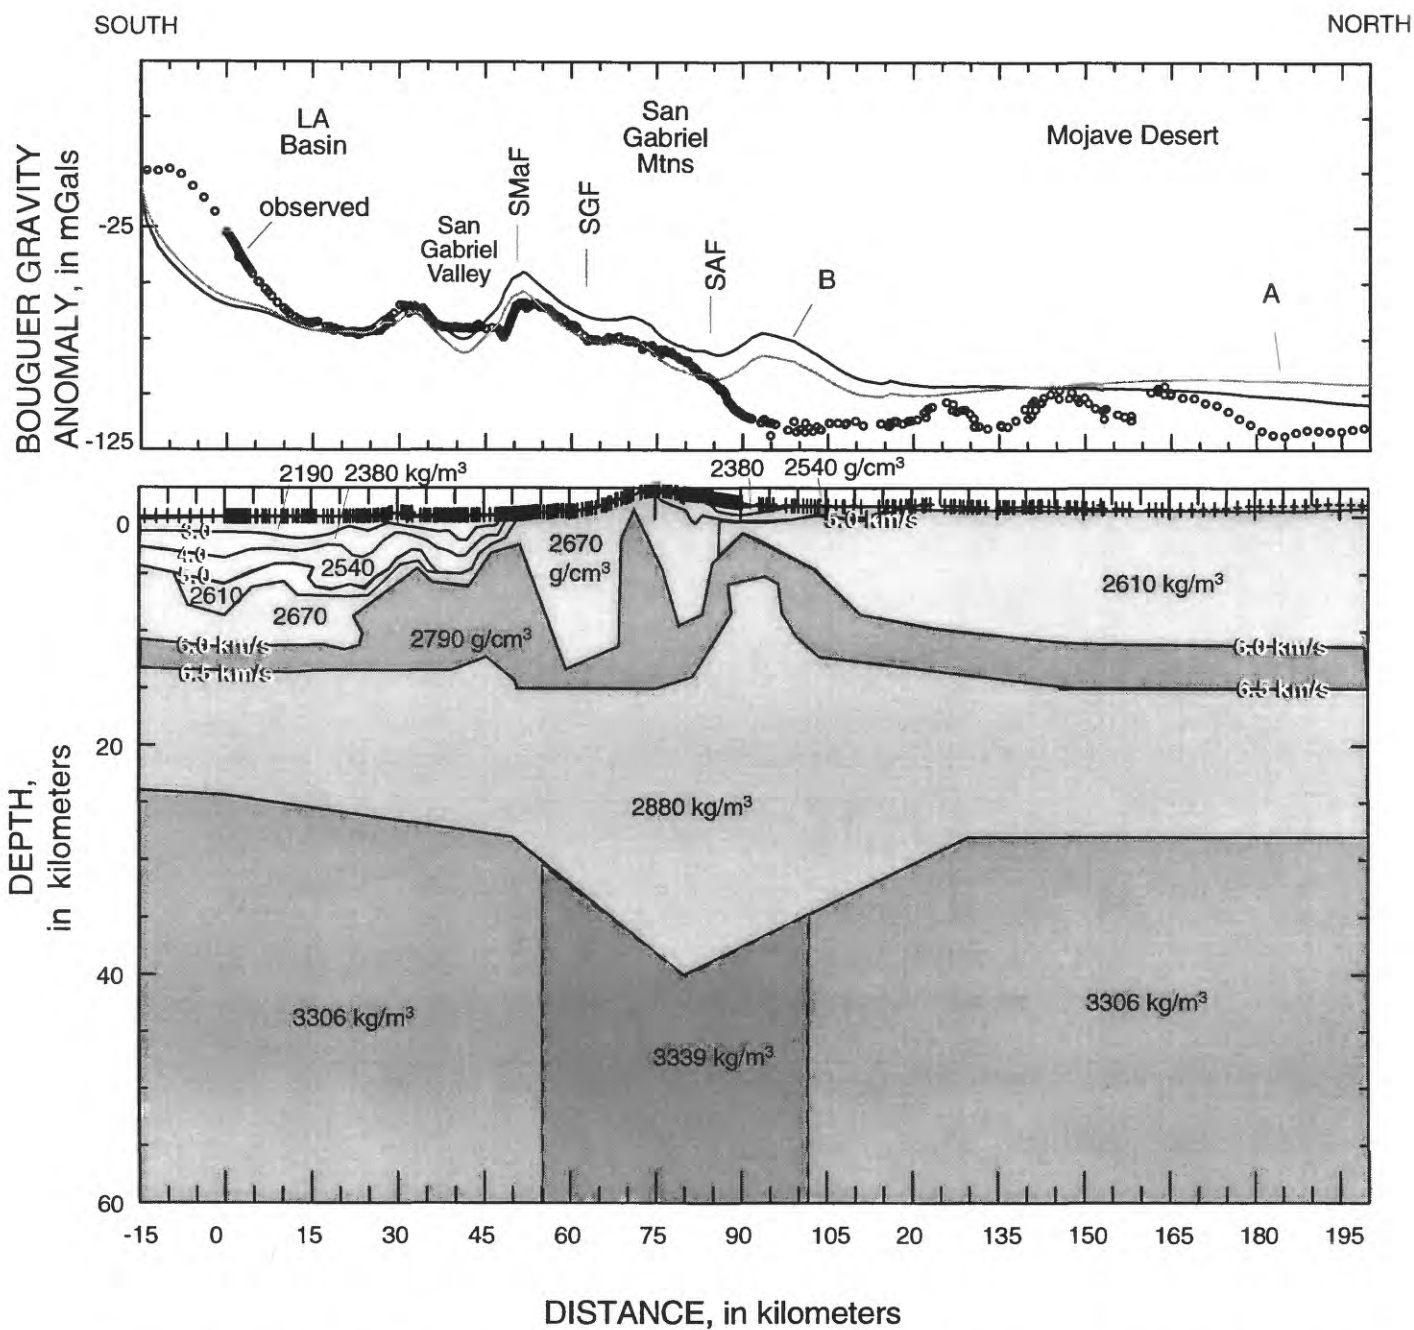 SOUTH
NORTH
LA
Basin
San
Gabriel
Mtns
Mojave Desert
BOUGUER GRAVITY
ANOMALY, in mGals
observed
San
Gabriel
Valley
SMaF
SGF
SAF
B
A
-25
-125
2190
2380 kg/m³
2380
2540 g/cm³
0
3.0
4.0
5.0
5.0 km/s
2540
2610
2670
2670
g/cm³
2610 kg/m³
2790 g/cm³
6.0 km/s
6.5 km/s
6.0 km/s
6.5 km/s
20
2880 kg/m³
DEPTH,
in kilometers
40
3306 kg/m³
3339 kg/m³
3306 kg/m³
60
-15
0
15
30
45
60
75
90
105
120
135
150
165
180
195
DISTANCE, in kilometers